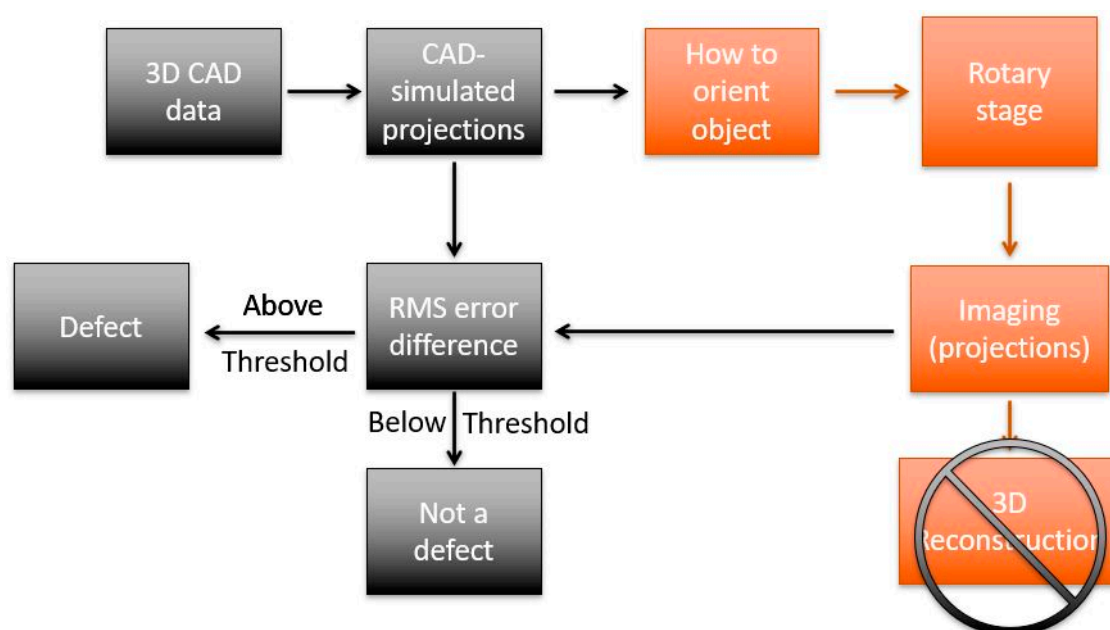 3D CAD
data
CAD-
simulated
projections
How to
orient
object
Rotary
stage
Defect
Above
Threshold
RMS error
difference
Imaging
(projections)
Below Threshold
Not a
defect
3D
Reconstruction